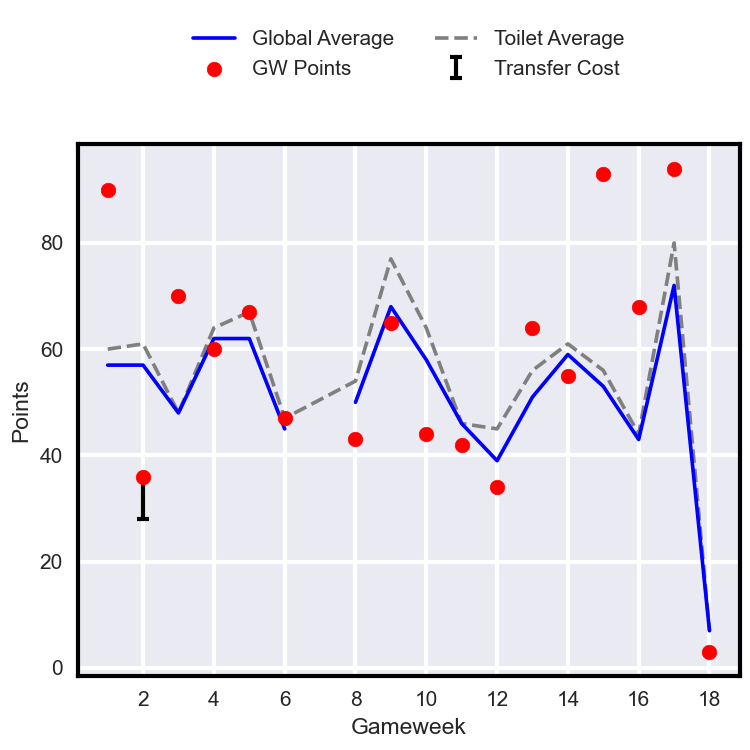 Global Average
Toilet Average
GW Points
Transfer Cost
80
60
40
20
0
Points
2 4 6 8 10 12 14 16 18
Gameweek